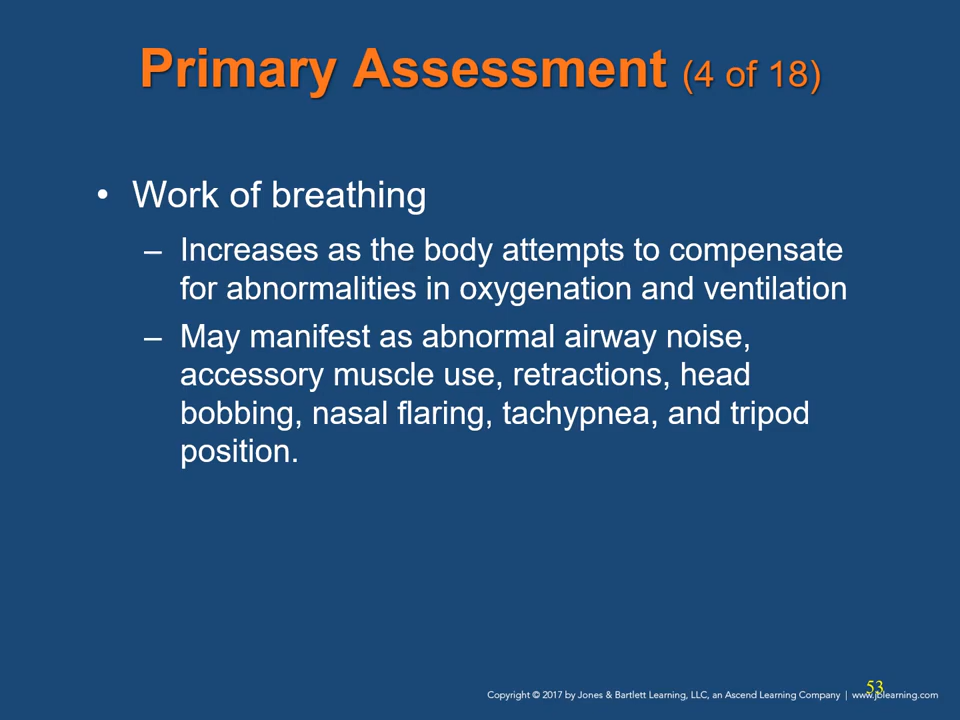 Primary Assessment (4 of 18)
• Work of breathing
– Increases as the body attempts to compensate
for abnormalities in oxygenation and ventilation
– May manifest as abnormal airway noise,
accessory muscle use, retractions, head
bobbing, nasal flaring, tachypnea, and tripod
position.
53
Copyright © 2017 by Jones & Bartlett Learning, LLC, an Ascend Learning Company | www.jblearning.com